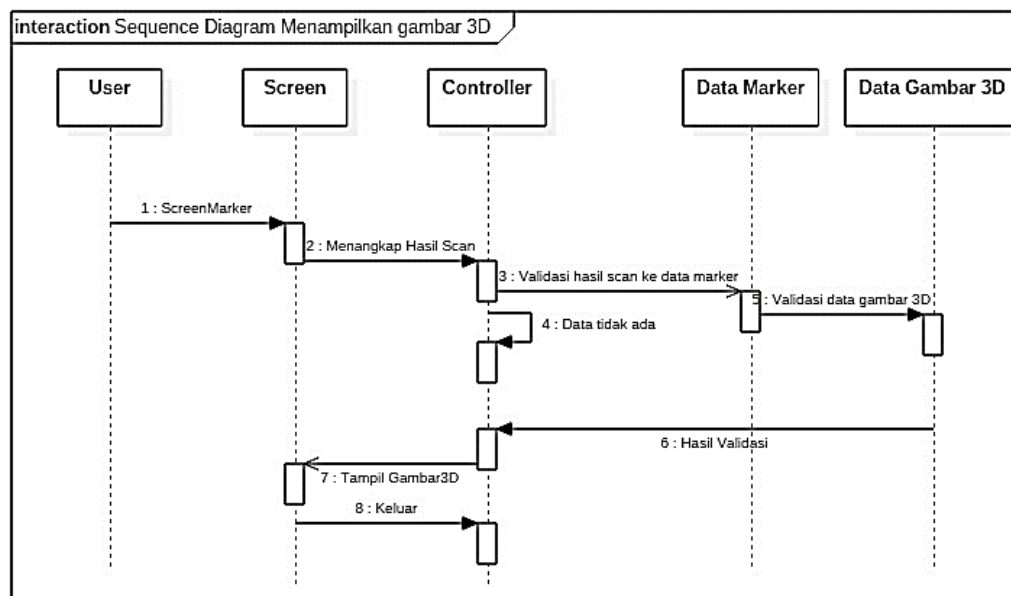 interaction Sequence Diagram Menampilkan gambar 3D
User
Screen
Controller
Data Marker
Data Gambar 3D
1 : ScreenMarker
2 : Menangkap Hasil Scan
3 : Validasi hasil scan ke data marker
5 : Validasi data gambar 3D
4 : Data tidak ada
6 : Hasil Validasi
7 : Tampil Gambar3D
8 : Keluar